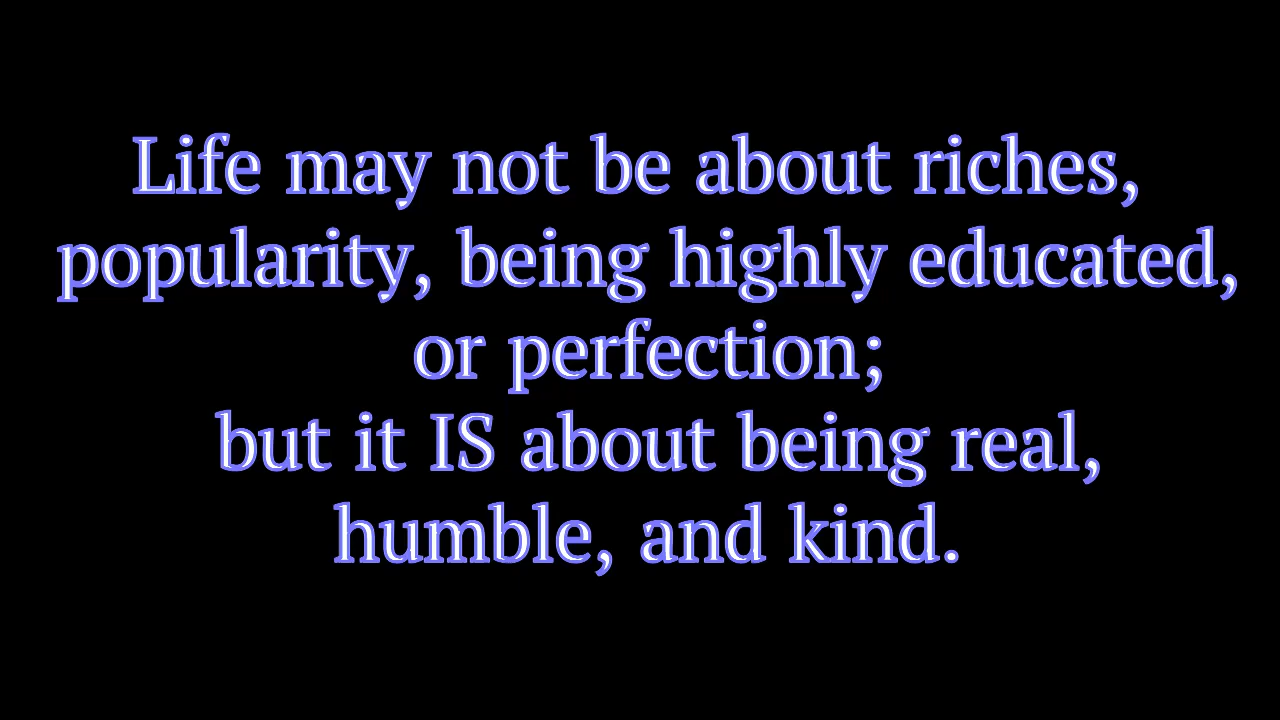 Life may not be about riches,
popularity, being highly educated,
or perfection;
but it IS about being real,
humble, and kind.